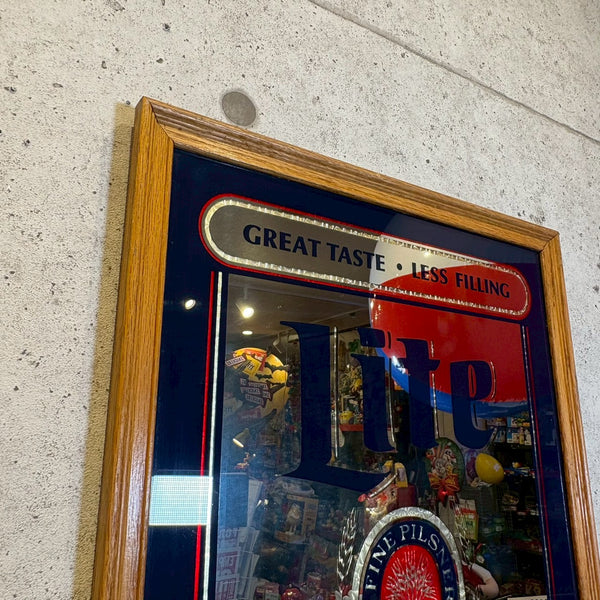 GREAT TASTE • LESS FILLING
Lite
FINE PILSNER